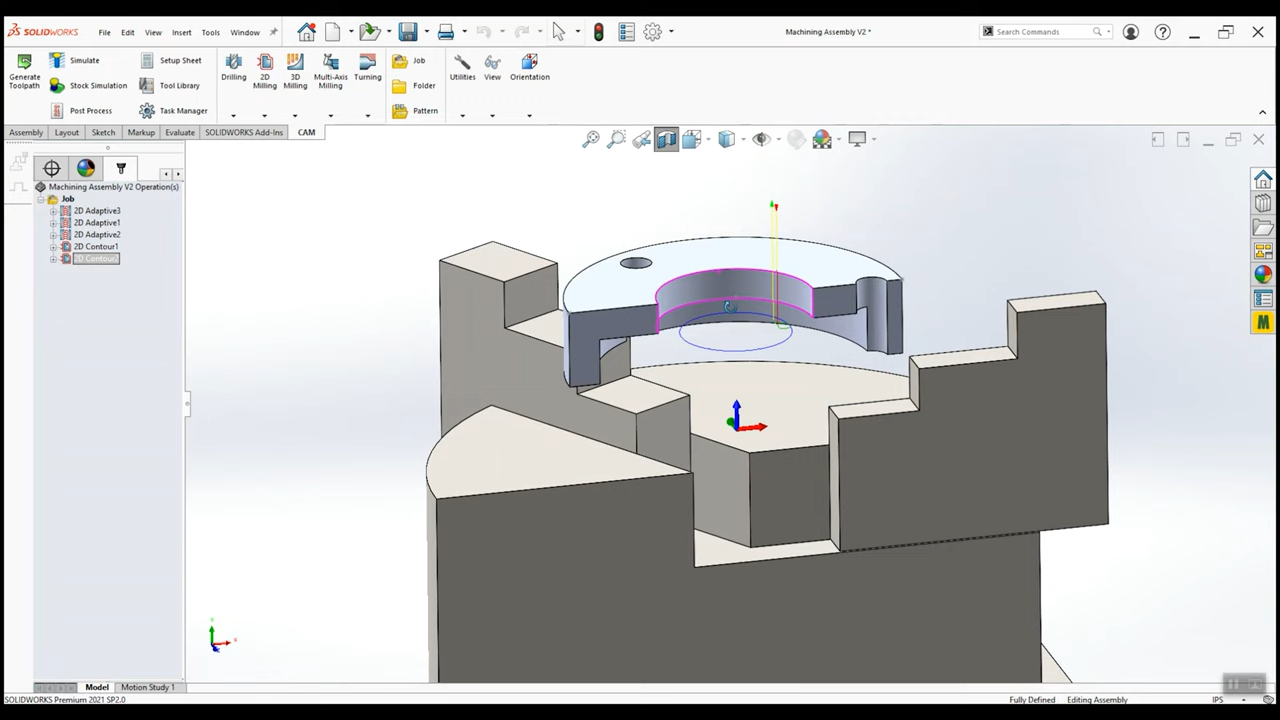 SOLIDWORKS File Edit View Insert Tools Window Machining Assembly V2 * Search Commands
Generate Toolpath Simulate Stock Simulation Post Process Setup Sheet Tool Library Task Manager Drilling 2D Milling 3D Milling Multi-Axis Milling Turning Job Folder Pattern Utilities View Orientation
Assembly Layout Sketch Markup Evaluate SOLIDWORKS Add-Ins CAM
Machining Assembly V2 Operation(s)
Job
2D Adaptive3
2D Adaptive1
2D Adaptive2
2D Contour1
2D Contour2
M
Model Motion Study 1
SOLIDWORKS Premium 2021 SP2.0 Fully Defined Editing Assembly IPS